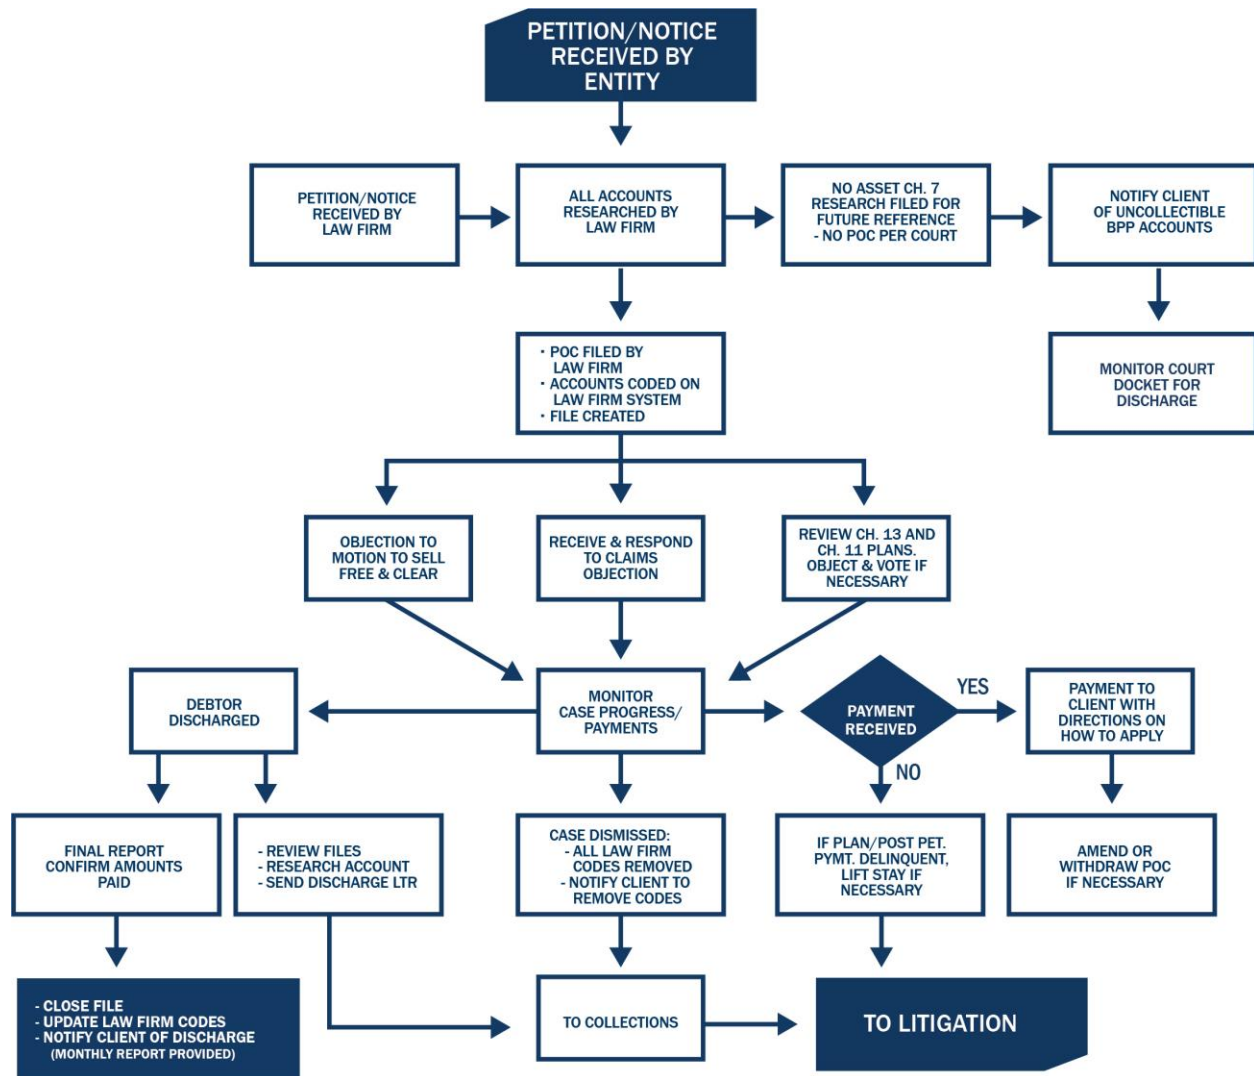 PETITION/NOTICE
RECEIVED BY
ENTITY
PETITION/NOTICE
RECEIVED BY
LAW FIRM
ALL ACCOUNTS
RESEARCHED BY
LAW FIRM
NO ASSET CH. 7
RESEARCH FILED FOR
FUTURE REFERENCE
- NO POC PER COURT
NOTIFY CLIENT
OF UNCOLLECTIBLE
BPP ACCOUNTS
· POC FILED BY
LAW FIRM
· ACCOUNTS CODED ON
LAW FIRM SYSTEM
· FILE CREATED
MONITOR COURT
DOCKET FOR
DISCHARGE
OBJECTION TO
MOTION TO SELL
FREE & CLEAR
RECEIVE & RESPOND
TO CLAIMS
OBJECTION
REVIEW CH. 13 AND
CH. 11 PLANS.
OBJECT & VOTE IF
NECESSARY
DEBTOR
DISCHARGED
MONITOR
CASE PROGRESS/
PAYMENTS
PAYMENT
RECEIVED
YES
NO
PAYMENT TO
CLIENT WITH
DIRECTIONS ON
HOW TO APPLY
FINAL REPORT
CONFIRM AMOUNTS
PAID
- REVIEW FILES
- RESEARCH ACCOUNT
- SEND DISCHARGE LTR
CASE DISMISSED:
- ALL LAW FIRM
CODES REMOVED
- NOTIFY CLIENT TO
REMOVE CODES
IF PLAN/POST PET.
PYMT. DELINQUENT,
LIFT STAY IF
NECESSARY
AMEND OR
WITHDRAW POC
IF NECESSARY
- CLOSE FILE
- UPDATE LAW FIRM CODES
- NOTIFY CLIENT OF DISCHARGE
(MONTHLY REPORT PROVIDED)
TO COLLECTIONS
TO LITIGATION